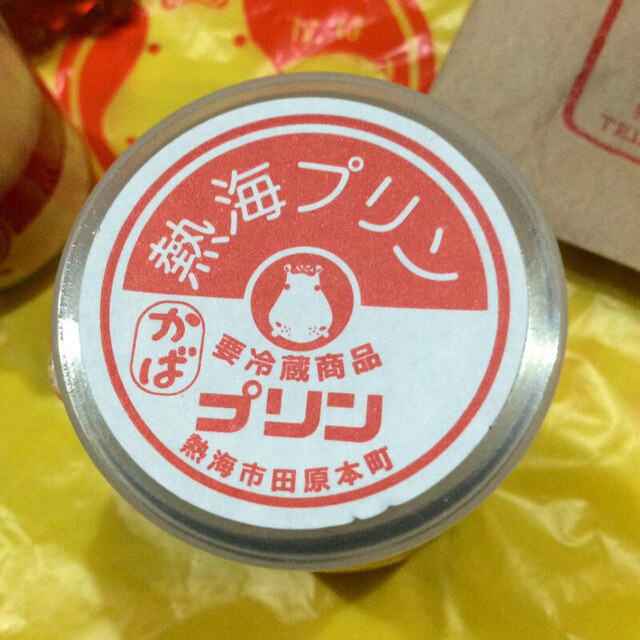 熱海プリン
かば
要冷蔵商品
プリン
熱海市田原本町